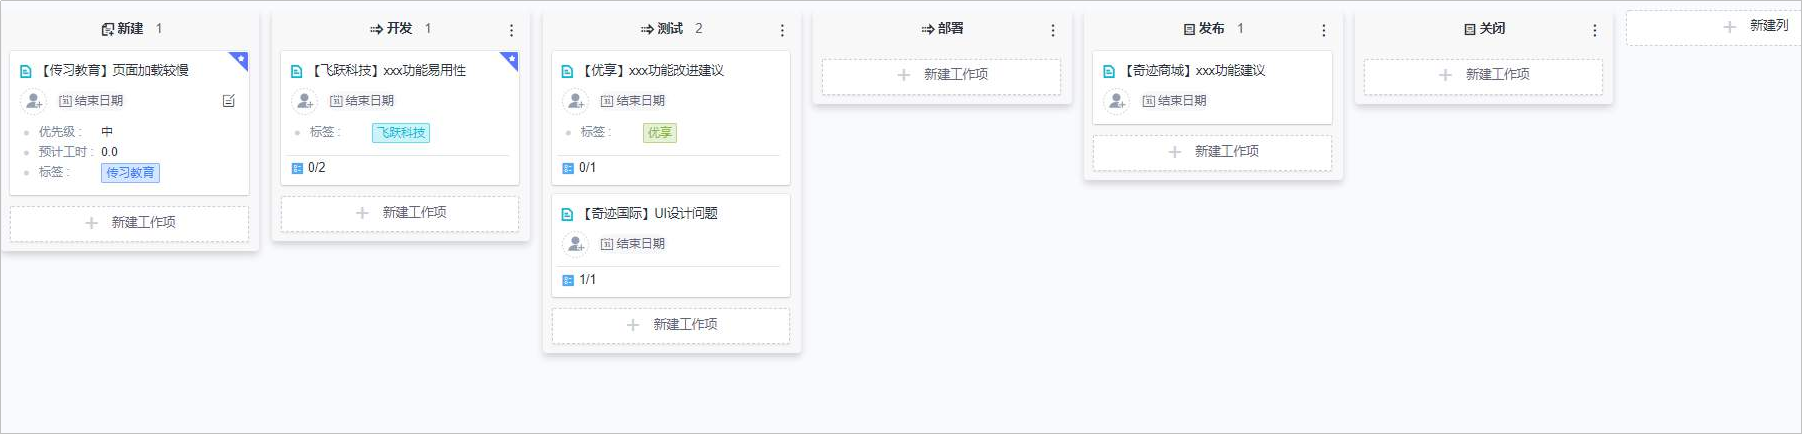 新建 1
【传习教育】页面加载较慢
结束日期
优先级： 中
预计工时： 0.0
标签： 传习教育
新建工作项
开发 1
【飞跃科技】xxx功能易用性
结束日期
标签： 飞跃科技
0/2
新建工作项
测试 2
【优享】xxx功能改进建议
结束日期
标签： 优享
0/1
【奇迹国际】UI设计问题
结束日期
1/1
新建工作项
部署
新建工作项
发布 1
【奇迹商城】xxx功能建议
结束日期
新建工作项
关闭
新建工作项
新建列